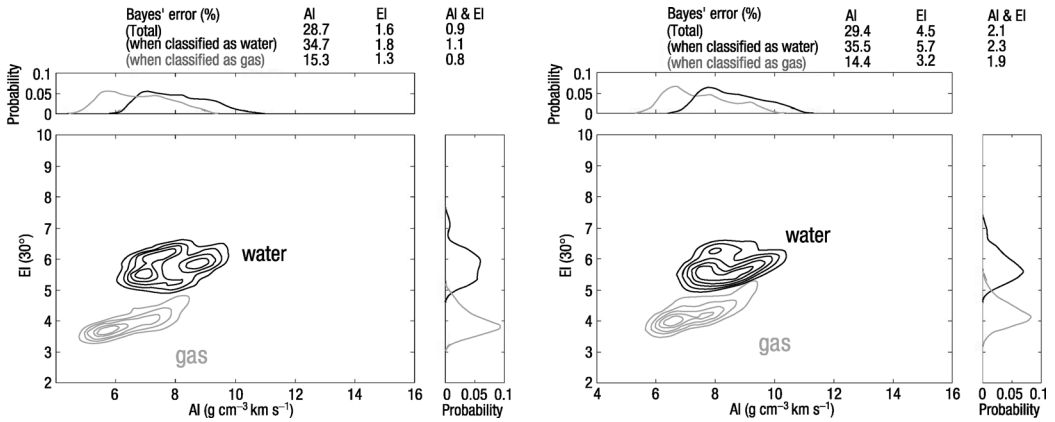 Bayes' error (%) AI EI AI & EI
(Total) 28.7 1.6 0.9
(when classified as water) 34.7 1.8 1.1
(when classified as gas) 15.3 1.3 0.8
Probability
0.1
0.05
0
10
9
8
7
6
5
4
3
2
EI (30°)
water
gas
6 8 10 12 14 16
AI (g cm⁻³ km s⁻¹)
0 0.05 0.1
Probability
Bayes' error (%) AI EI AI & EI
(Total) 29.4 4.5 2.1
(when classified as water) 35.5 5.7 2.3
(when classified as gas) 14.4 3.2 1.9
Probability
0.1
0.05
0
10
9
8
7
6
5
4
3
2
EI (30°)
water
gas
4 6 8 10 12 14 16
AI (g cm⁻³ km s⁻¹)
0 0.05 0.1
Probability